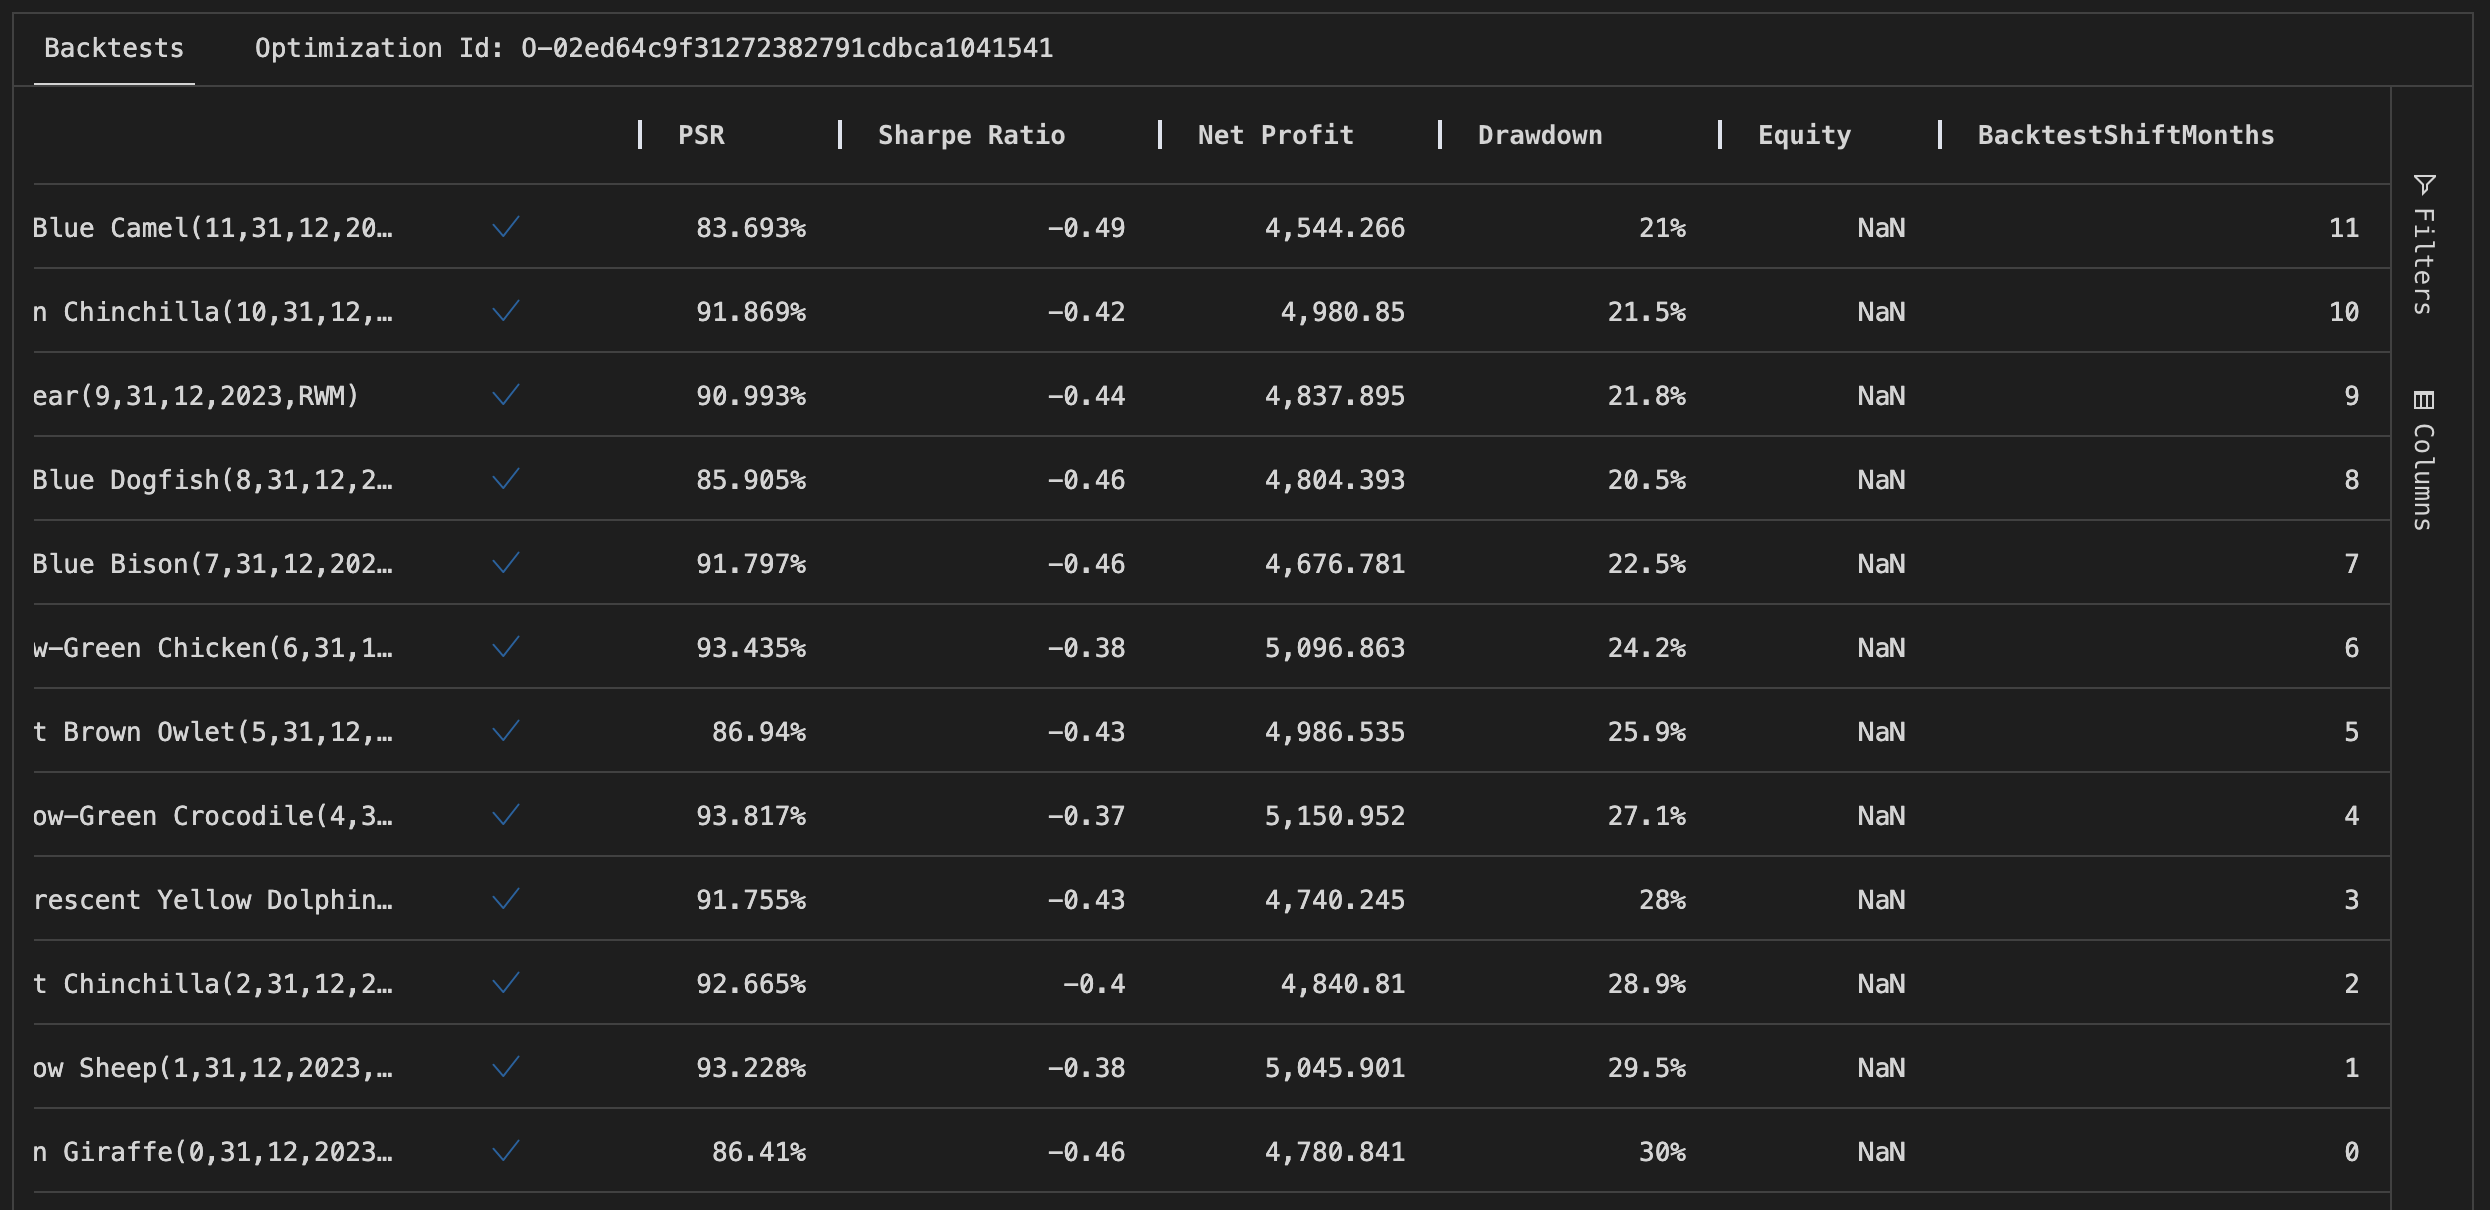 Backtests Optimization Id: O-02ed64c9f31272382791cdbca1041541
PSR Sharpe Ratio Net Profit Drawdown Equity BacktestShiftMonths
Blue Camel(11,31,12,20… 83.693% -0.49 4,544.266 21% NaN 11
n Chinchilla(10,31,12,… 91.869% -0.42 4,980.85 21.5% NaN 10
ear(9,31,12,2023,RWM) 90.993% -0.44 4,837.895 21.8% NaN 9
Blue Dogfish(8,31,12,2… 85.905% -0.46 4,804.393 20.5% NaN 8
Blue Bison(7,31,12,202… 91.797% -0.46 4,676.781 22.5% NaN 7
w-Green Chicken(6,31,1… 93.435% -0.38 5,096.863 24.2% NaN 6
t Brown Owlet(5,31,12,… 86.94% -0.43 4,986.535 25.9% NaN 5
ow-Green Crocodile(4,3… 93.817% -0.37 5,150.952 27.1% NaN 4
rescent Yellow Dolphin… 91.755% -0.43 4,740.245 28% NaN 3
t Chinchilla(2,31,12,2… 92.665% -0.4 4,840.81 28.9% NaN 2
ow Sheep(1,31,12,2023,… 93.228% -0.38 5,045.901 29.5% NaN 1
n Giraffe(0,31,12,2023… 86.41% -0.46 4,780.841 30% NaN 0
Filters
Columns